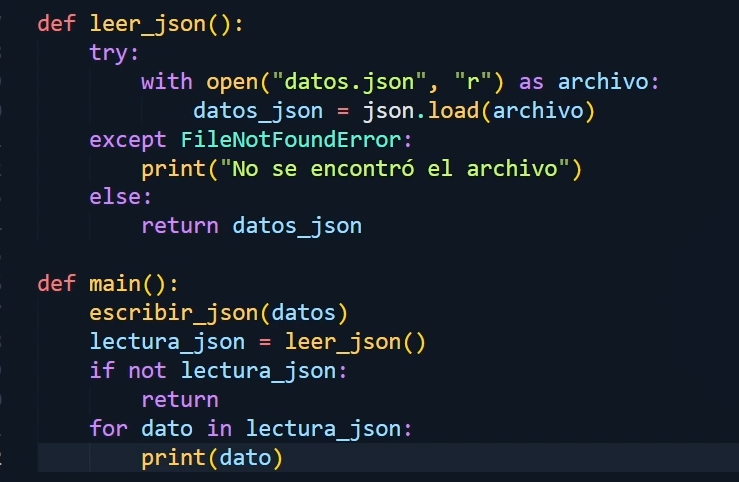 def leer_json():
    try:
        with open("datos.json", "r") as archivo:
            datos_json = json.load(archivo)
    except FileNotFoundError:
        print("No se encontró el archivo")
    else:
        return datos_json

def main():
    escribir_json(datos)
    lectura_json = leer_json()
    if not lectura_json:
        return
    for dato in lectura_json:
        print(dato)